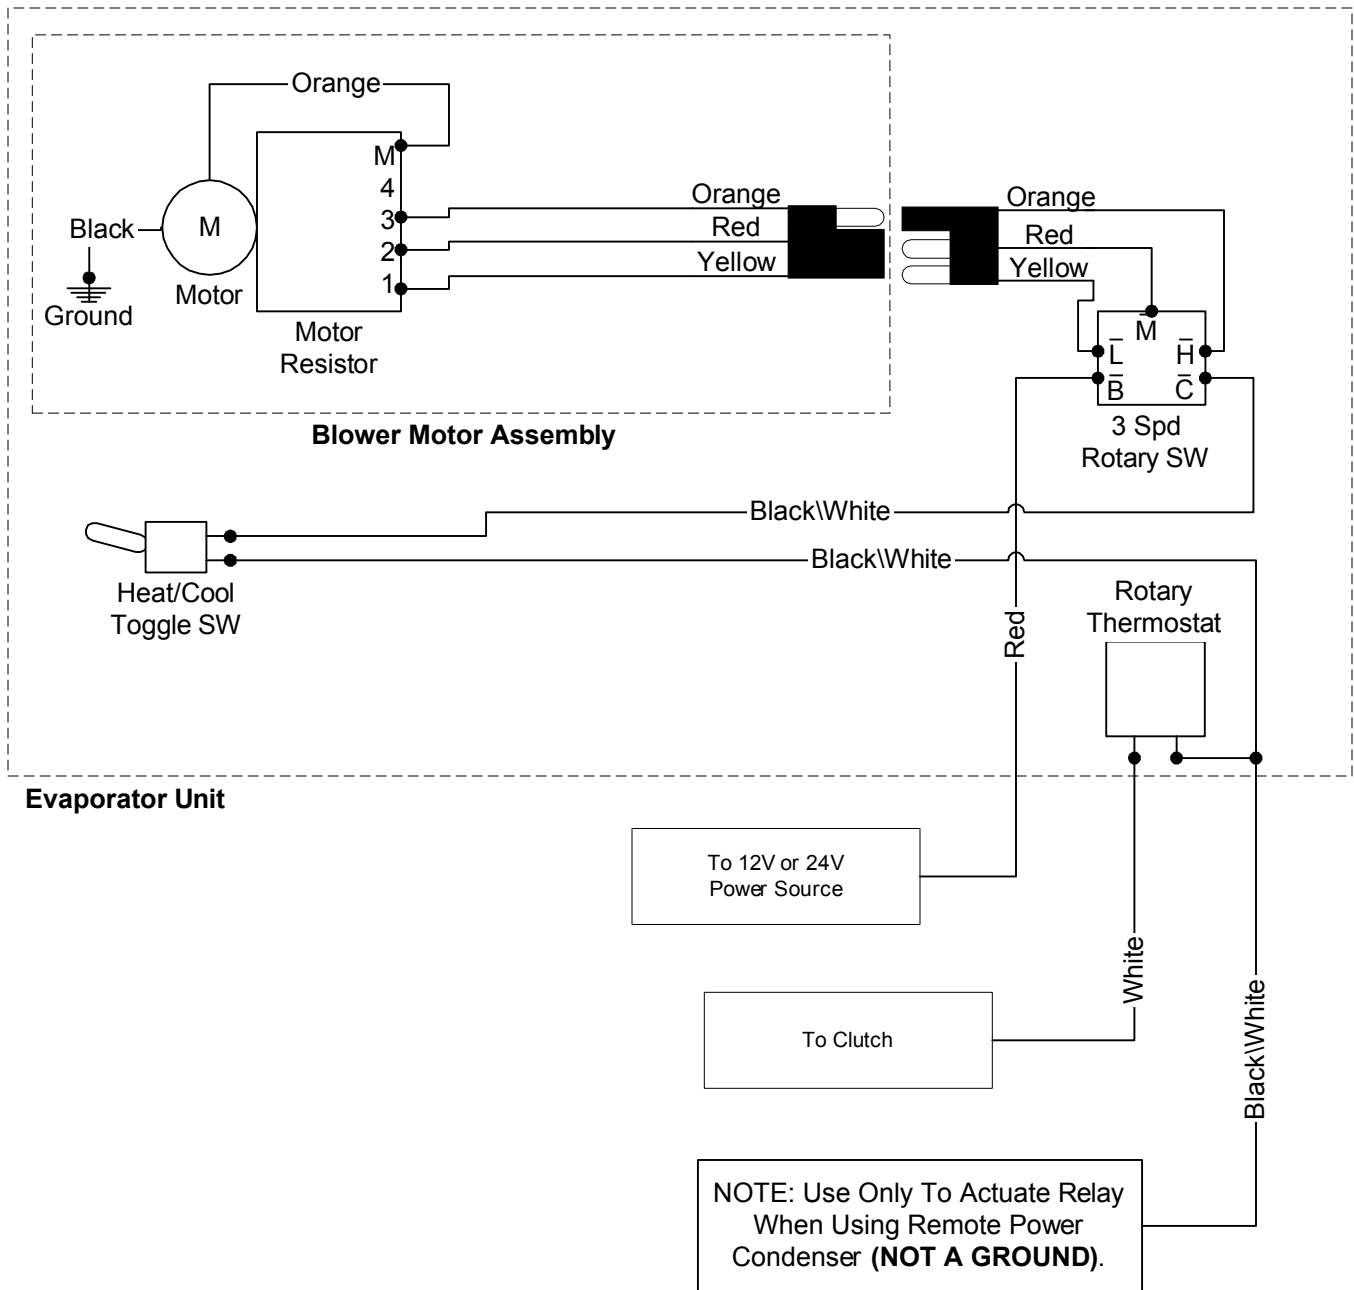 Orange
M
4
3
2
1
Black
M
Motor
Ground
Motor
Resistor
Orange
Red
Yellow
Orange
Red
Yellow
M
L
H
B
C
3 Spd
Rotary SW
Blower Motor Assembly
Black\White
Black\White
Heat/Cool
Toggle SW
Red
Rotary
Thermostat
Evaporator Unit
To 12V or 24V
Power Source
White
To Clutch
Black\White
NOTE: Use Only To Actuate Relay
When Using Remote Power
Condenser (NOT A GROUND).